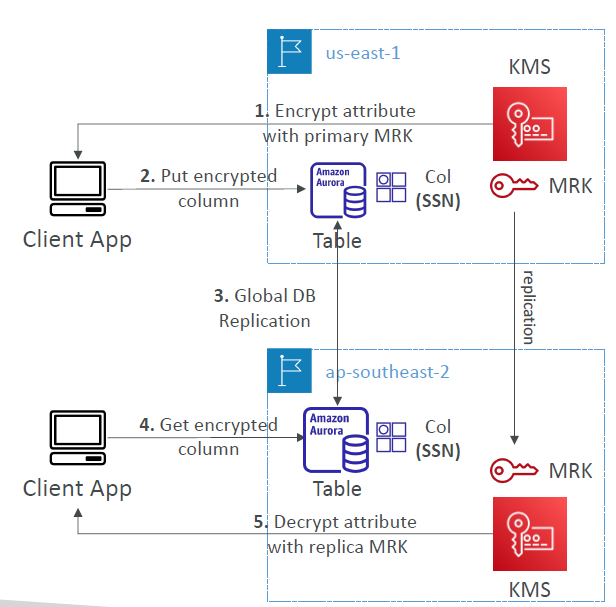 us-east-1
KMS
1. Encrypt attribute
with primary MRK
2. Put encrypted
column
Amazon
Aurora
Col
(SSN)
MRK
Client App
Table
3. Global DB
Replication
replication
ap-southeast-2
4. Get encrypted
column
Amazon
Aurora
Col
(SSN)
MRK
Client App
Table
5. Decrypt attribute
with replica MRK
KMS